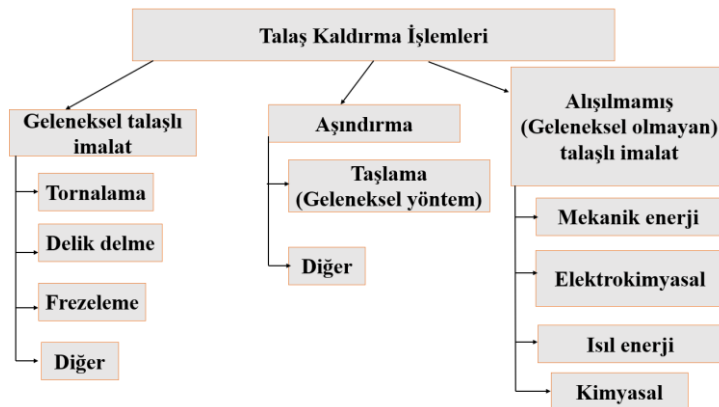 Talaş Kaldırma İşlemleri
Geleneksel talaşlı
imalat
Tornalama
Delik delme
Frezeleme
Diğer
Aşındırma
Taşlama
(Geleneksel yöntem)
Diğer
Alışılmamış
(Geleneksel olmayan)
talaşlı imalat
Mekanik enerji
Elektrokimyasal
Isıl enerji
Kimyasal